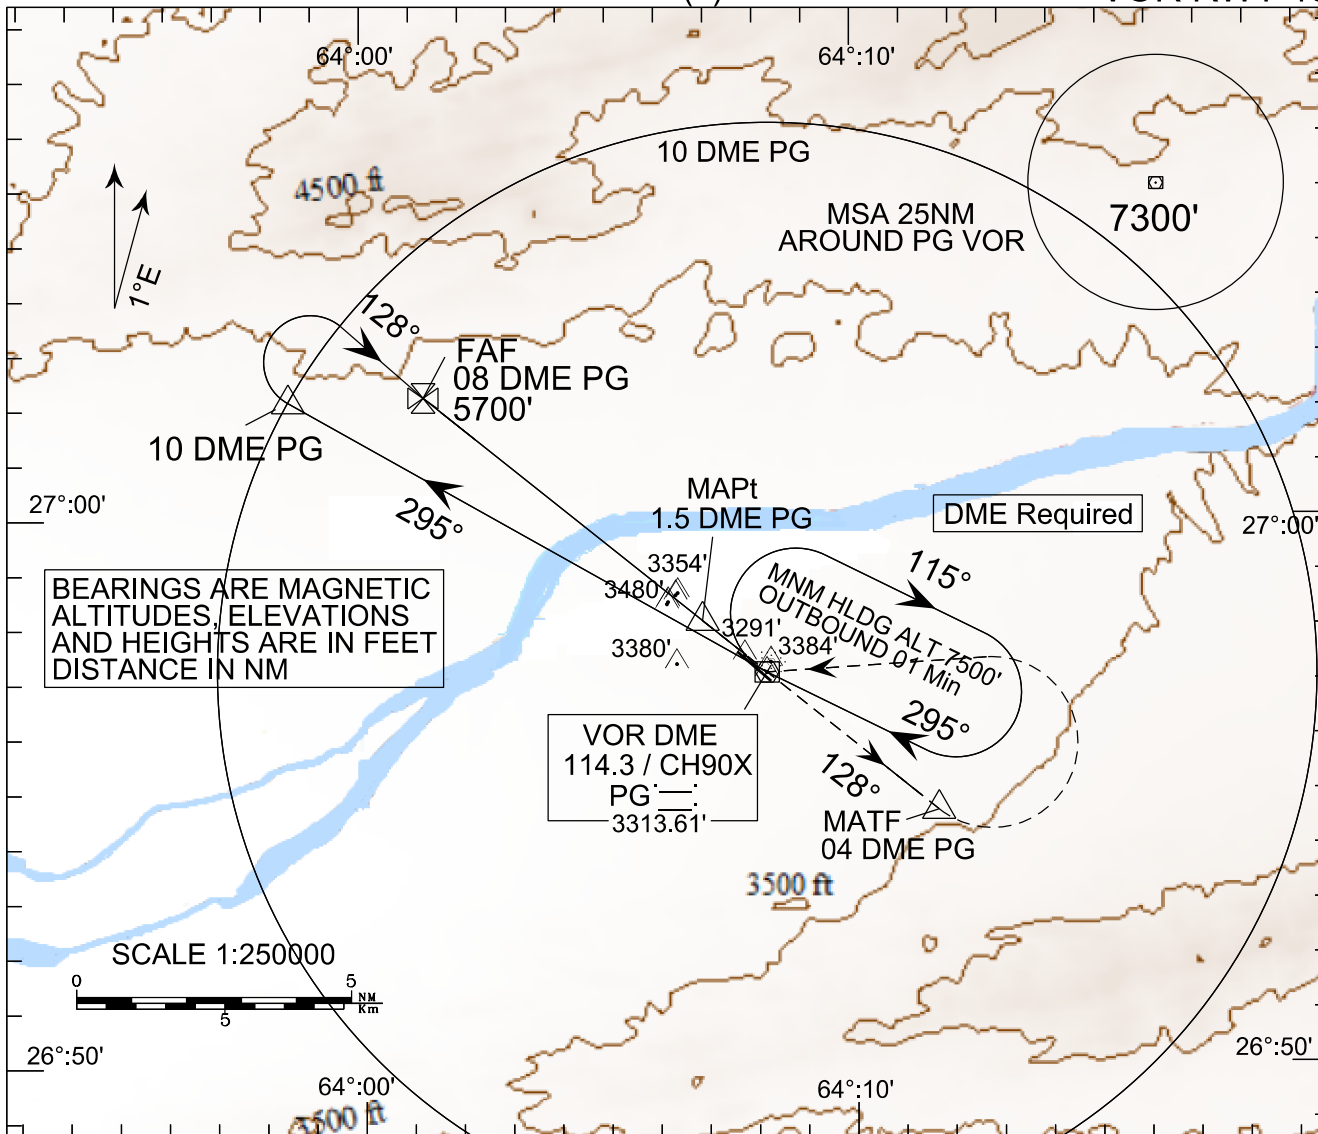 64°:00'
64°:10'
10 DME PG
4500 ft
MSA 25NM
AROUND PG VOR
7300'
1°E
128°
FAF
08 DME PG
5700'
10 DME PG
295°
27°:00'
MAPt
1.5 DME PG
DME Required
27°:00'
BEARINGS ARE MAGNETIC
ALTITUDES, ELEVATIONS
AND HEIGHTS ARE IN FEET
DISTANCE IN NM
3354'
3480'
3291'
3384'
3380'
115°
MNM HLDG ALT 7500'
OUTBOUND 01 Min
295°
VOR DME
114.3 / CH90X
PG
3313.61'
128°
MATF
04 DME PG
3500 ft
SCALE 1:250000
0
5
NM
Km
5
26°:50'
26°:50'
64°:00'
64°:10'